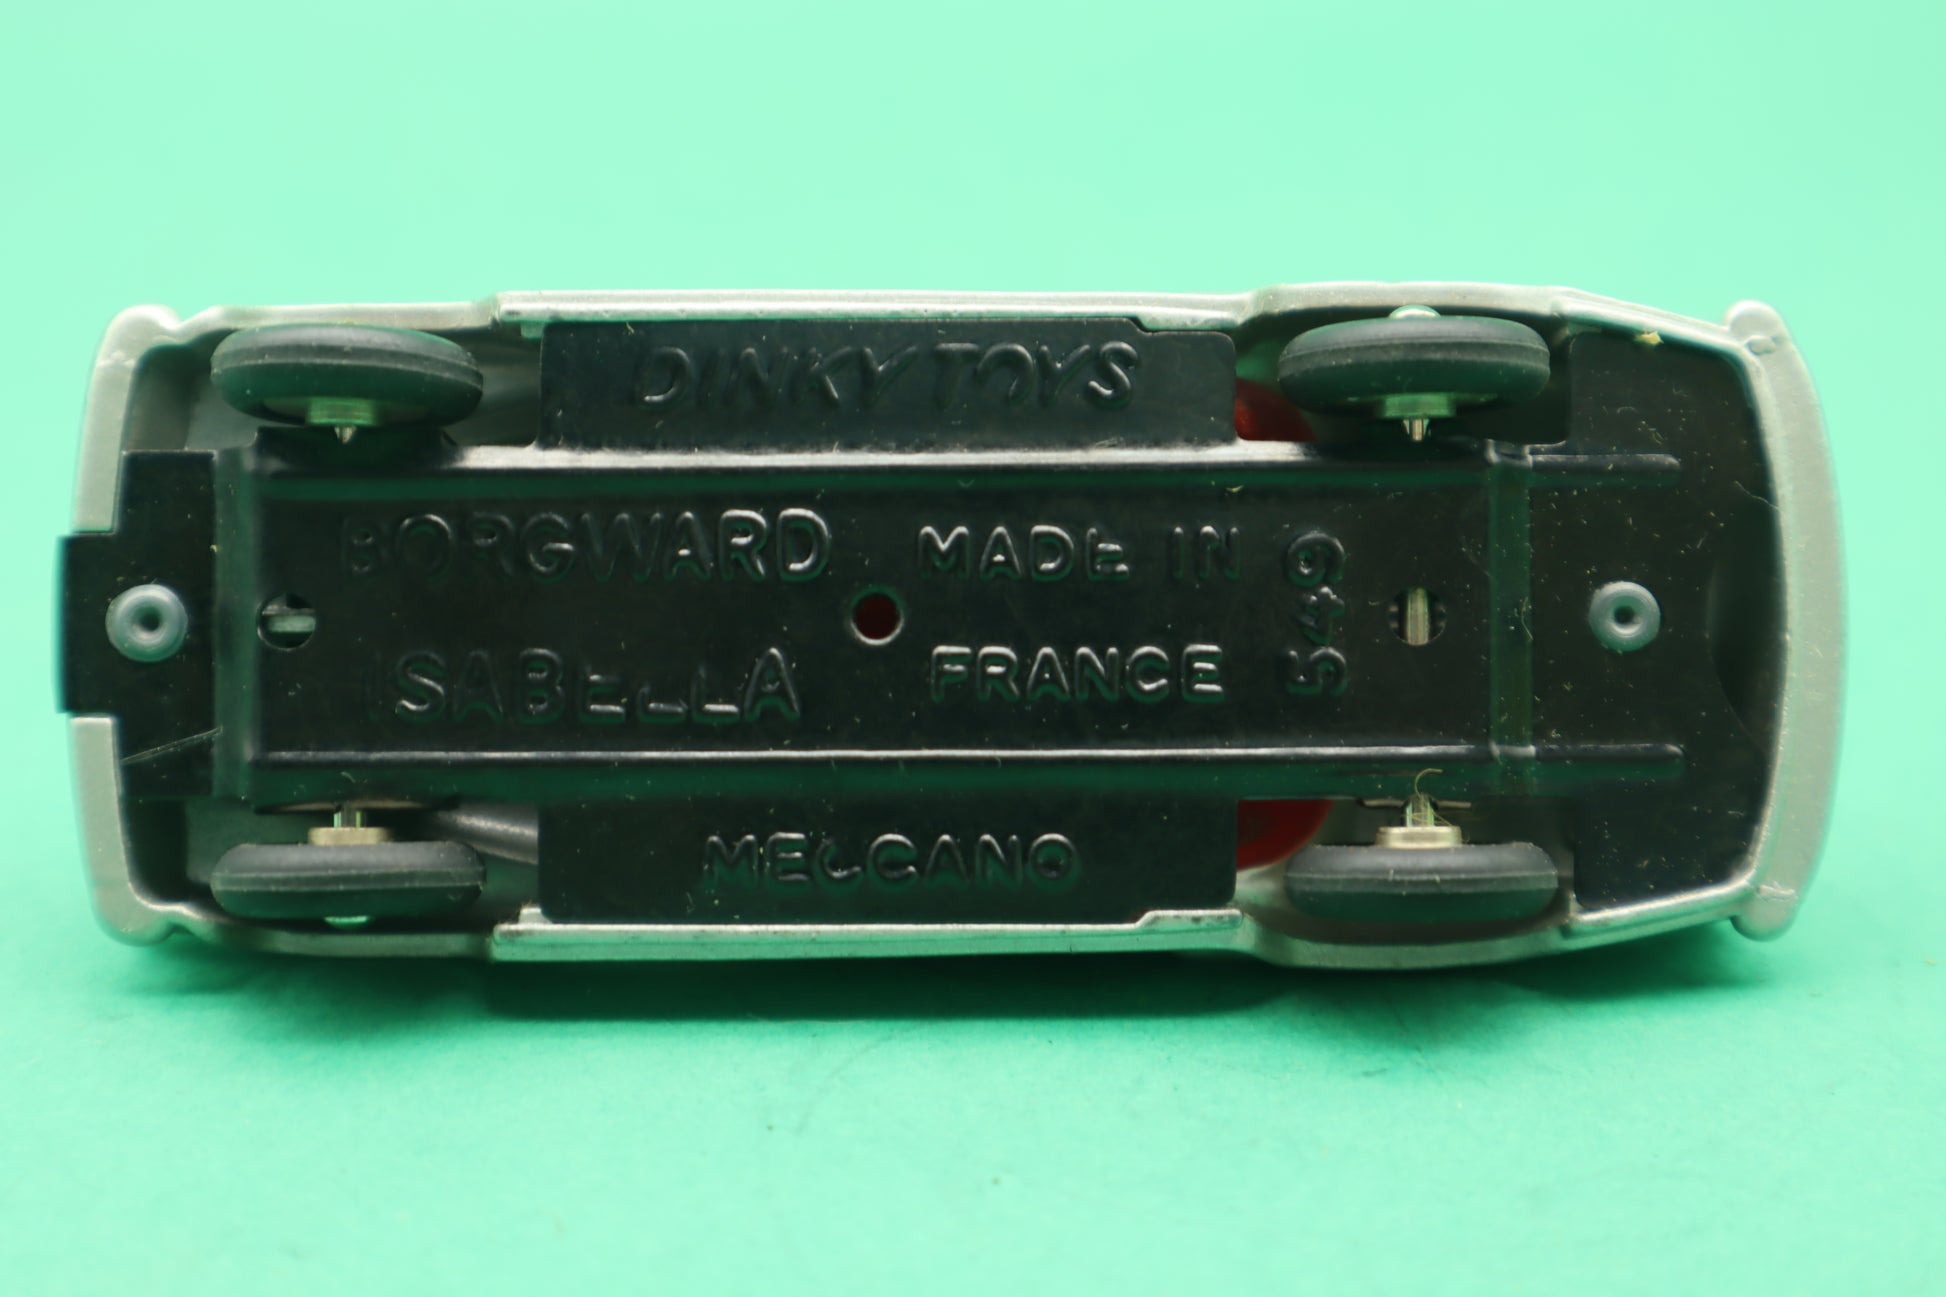 DINKY TOYS
BORGWARD
ISABELLA
MADE IN
FRANCE
549
MECCANO